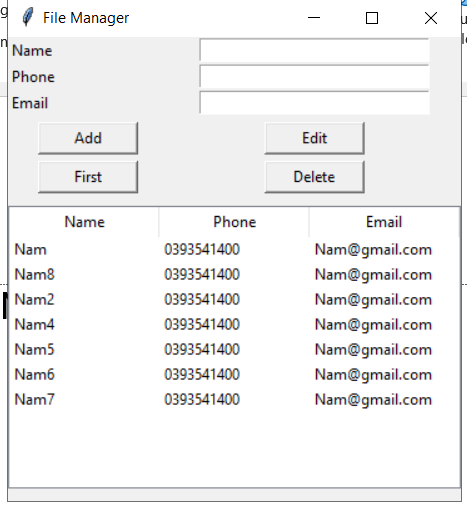 File Manager
Name
Phone
Email
Add Edit
First Delete
Name Phone Email
Nam 0393541400 Nam@gmail.com
Nam8 0393541400 Nam@gmail.com
Nam2 0393541400 Nam@gmail.com
Nam4 0393541400 Nam@gmail.com
Nam5 0393541400 Nam@gmail.com
Nam6 0393541400 Nam@gmail.com
Nam7 0393541400 Nam@gmail.com